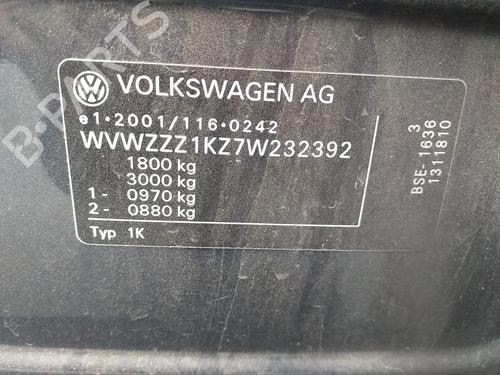 B-PARTS
VOLKSWAGEN AG
e1*2001/116*0242
WVWZZZ1KZ7W232392
1800 kg
3000 kg
1- 0970 kg
2- 0880 kg
Typ 1K
3
BSE-1636
1311810